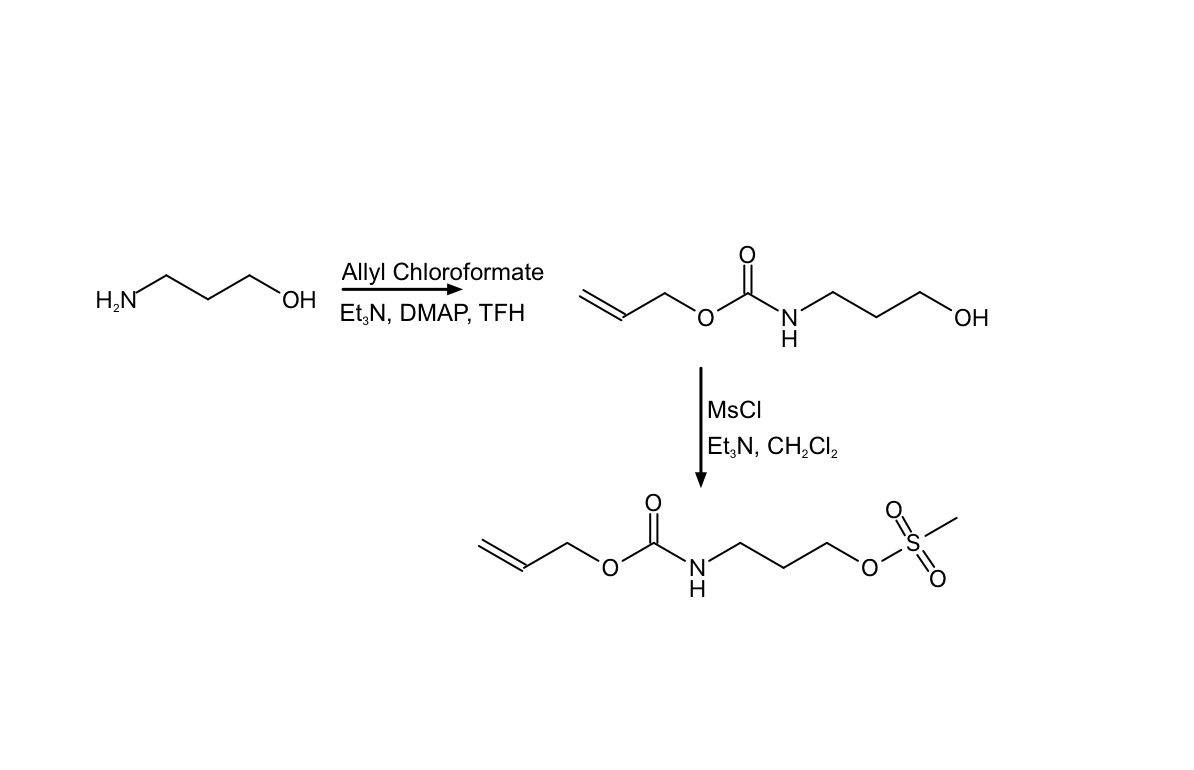 H₂N
OH
Allyl Chloroformate
Et₃N, DMAP, TFH
O
O
N
H
OH
MsCl
Et₃N, CH₂Cl₂
O
O
N
H
O
O
S
O